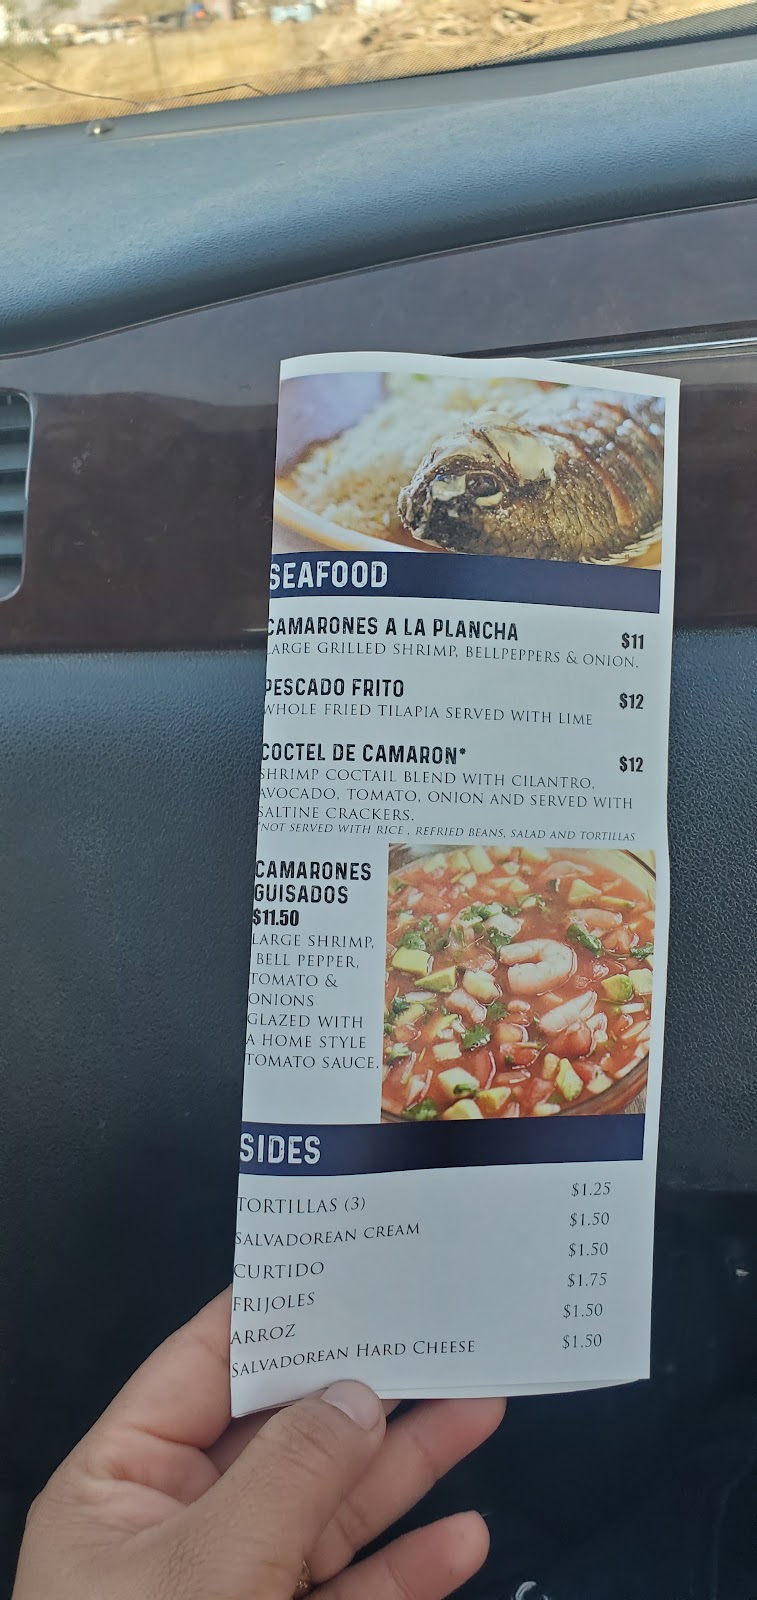 SEAFOOD
CAMARONES A LA PLANCHA $11
LARGE GRILLED SHRIMP, BELLPEPPERS & ONION.
PESCADO FRITO $12
WHOLE FRIED TILAPIA SERVED WITH LIME
COCTEL DE CAMARON* $12
SHRIMP COCTAIL BLEND WITH CILANTRO,
AVOCADO, TOMATO, ONION AND SERVED WITH
SALTINE CRACKERS.
*NOT SERVED WITH RICE , REFRIED BEANS, SALAD AND TORTILLAS
CAMARONES
GUISADOS
$11.50
LARGE SHRIMP,
BELL PEPPER,
TOMATO &
ONIONS
GLAZED WITH
A HOME STYLE
TOMATO SAUCE.
SIDES
TORTILLAS (3) $1.25
SALVADOREAN CREAM $1.50
CURTIDO $1.50
FRIJOLES $1.75
ARROZ $1.50
SALVADOREAN HARD CHEESE $1.50